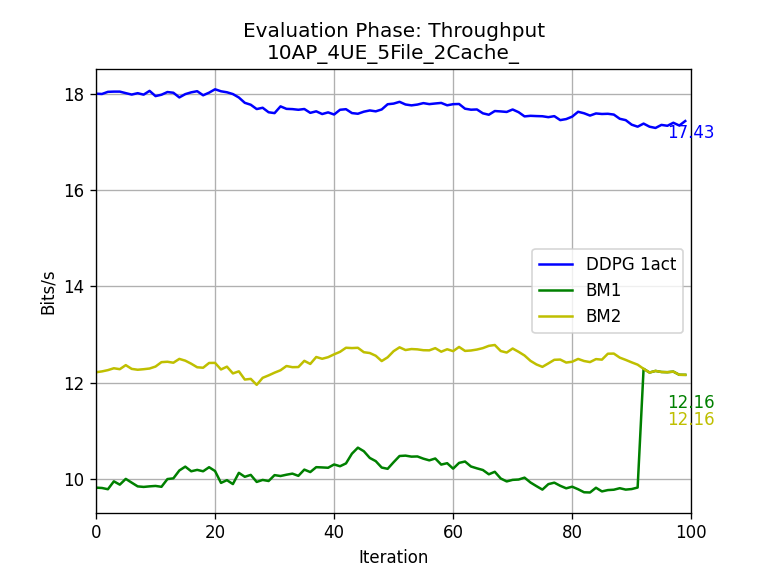 Evaluation Phase: Throughput
10AP_4UE_5File_2Cache_
18
17.43
16
Bits/s
DDPG 1act
14
BM1
BM2
12
12.16
12.16
10
0 20 40 60 80 100
Iteration